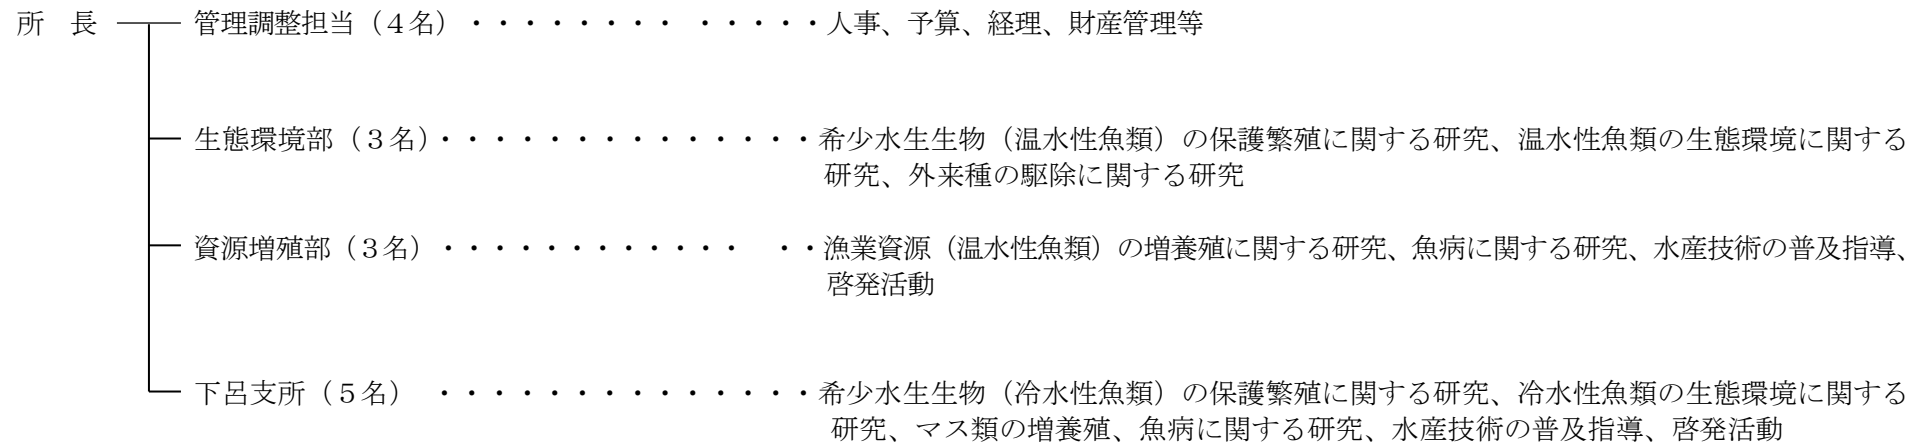 所　長　管理調整担当（４名）・・・・・・・・　・・・・・人事、予算、経理、財産管理等
生態環境部（３名）・・・・・・・・・・・・・・希少水生生物（温水性魚類）の保護繁殖に関する研究、温水性魚類の生態環境に関する
研究、外来種の駆除に関する研究
資源増殖部（３名）・・・・・・・・・・・・　・・漁業資源（温水性魚類）の増養殖に関する研究、魚病に関する研究、水産技術の普及指導、
啓発活動
下呂支所（５名）　・・・・・・・・・・・・・・希少水生生物（冷水性魚類）の保護繁殖に関する研究、冷水性魚類の生態環境に関する
研究、マス類の増養殖、魚病に関する研究、水産技術の普及指導、啓発活動